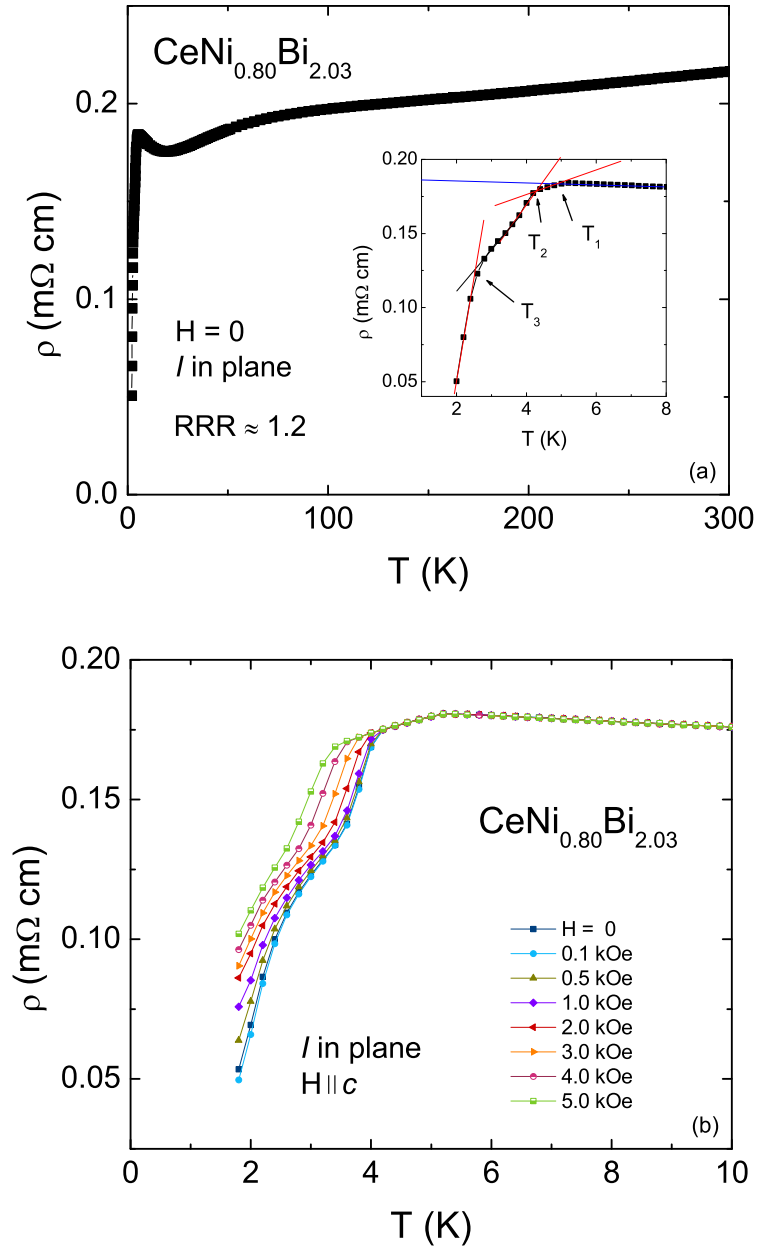 CeNi0.80Bi2.03
0.2
0.1
0.0
ρ (mΩ cm)
H = 0
I in plane
RRR ≈ 1.2
0.20
0.15
0.10
0.05
ρ (mΩ cm)
T1
T2
T3
2 4 6 8
T (K)
(a)
0 100 200 300
T (K)
0.20
0.15
0.10
0.05
ρ (mΩ cm)
CeNi0.80Bi2.03
H = 0
0.1 kOe
0.5 kOe
1.0 kOe
2.0 kOe
3.0 kOe
4.0 kOe
5.0 kOe
I in plane
H || c
(b)
0 2 4 6 8 10
T (K)